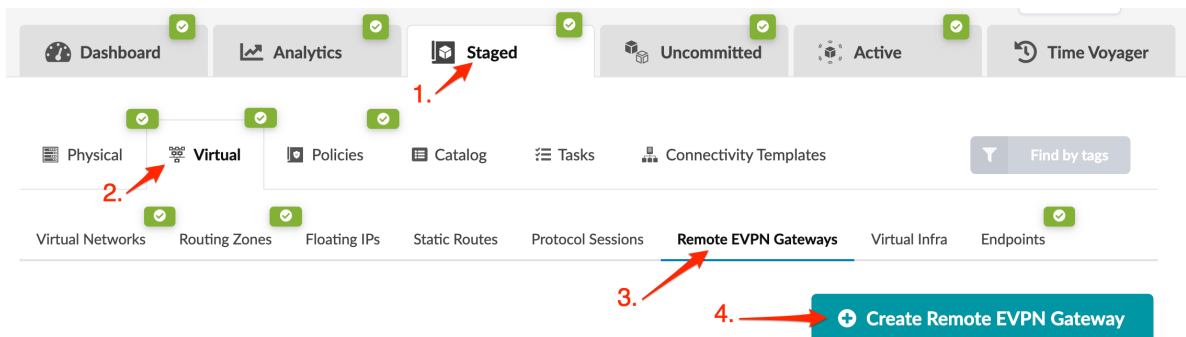 Dashboard Analytics Staged Uncommitted Active Time Voyager
1.
Physical Virtual Policies Catalog Tasks Connectivity Templates Find by tags
2.
Virtual Networks Routing Zones Floating IPs Static Routes Protocol Sessions Remote EVPN Gateways Virtual Infra Endpoints
3.
4. Create Remote EVPN Gateway